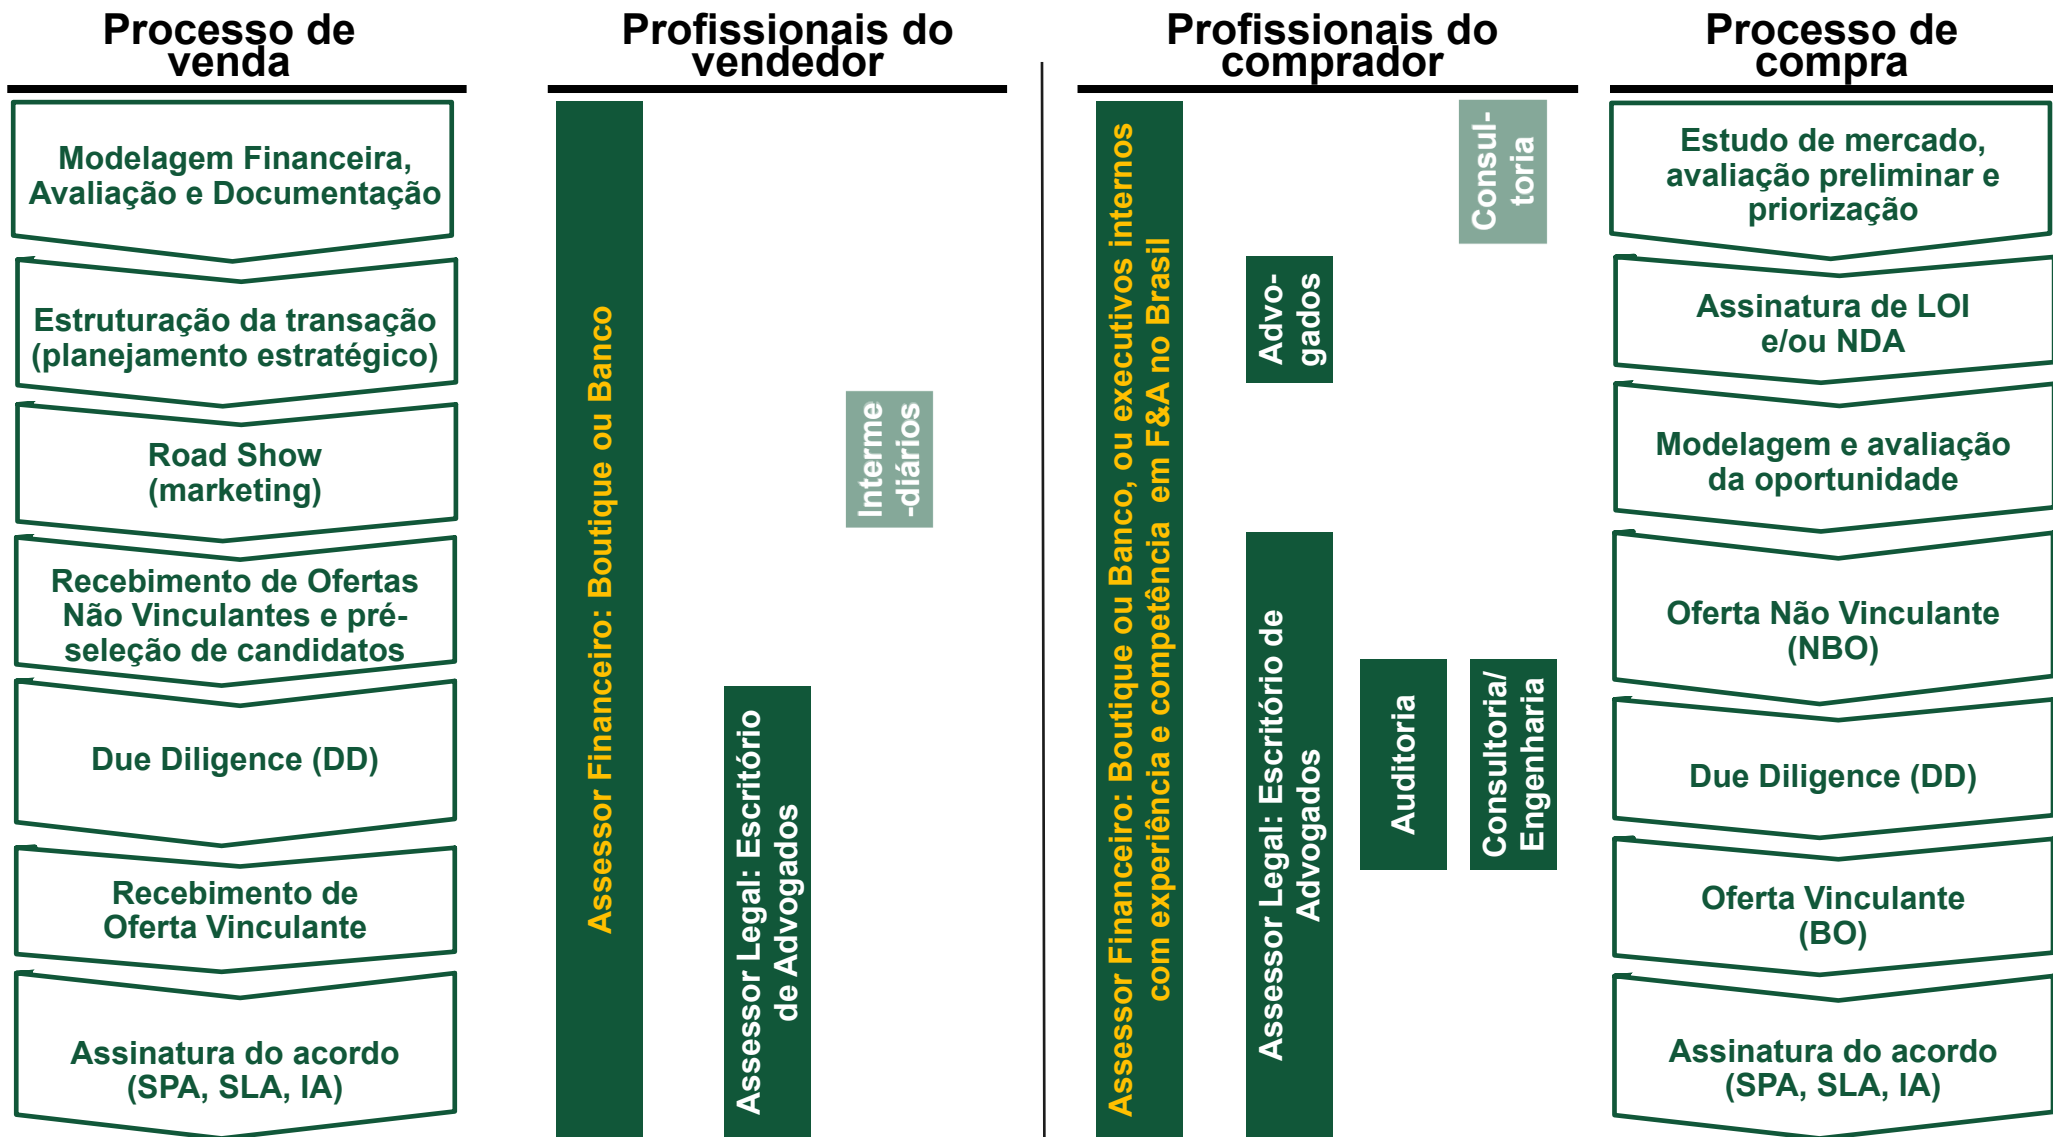 Processo de
venda
Modelagem Financeira,
Avaliação e Documentação
Estruturação da transação
(planejamento estratégico)
Road Show
(marketing)
Recebimento de Ofertas
Não Vinculantes e pré-
seleção de candidatos
Due Diligence (DD)
Recebimento de
Oferta Vinculante
Assinatura do acordo
(SPA, SLA, IA)
Profissionais do
vendedor
Assessor Financeiro: Boutique ou Banco
Assessor Legal: Escritório
de Advogados
Interme
-diários
Profissionais do
comprador
Assessor Financeiro: Boutique ou Banco, ou executivos internos
com experiência e competência em F&A no Brasil
Advo-
gados
Assessor Legal: Escritório de
Advogados
Auditoria
Consul-
toria
Consultoria/
Engenharia
Processo de
compra
Estudo de mercado,
avaliação preliminar e
priorização
Assinatura de LOI
e/ou NDA
Modelagem e avaliação
da oportunidade
Oferta Não Vinculante
(NBO)
Due Diligence (DD)
Oferta Vinculante
(BO)
Assinatura do acordo
(SPA, SLA, IA)